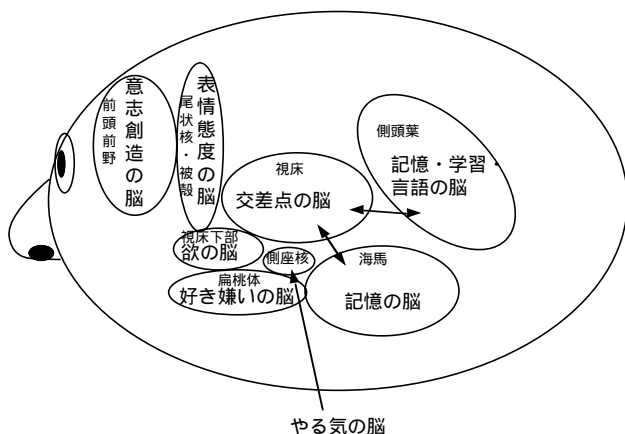 意志創造の脳
前頭前野
表情態度の脳
尾状核・被殻
視床
交差点の脳
側頭葉
記憶・学習・
言語の脳
視床下部
欲の脳
側座核
扁桃体
好き嫌いの脳
海馬
記憶の脳
やる気の脳